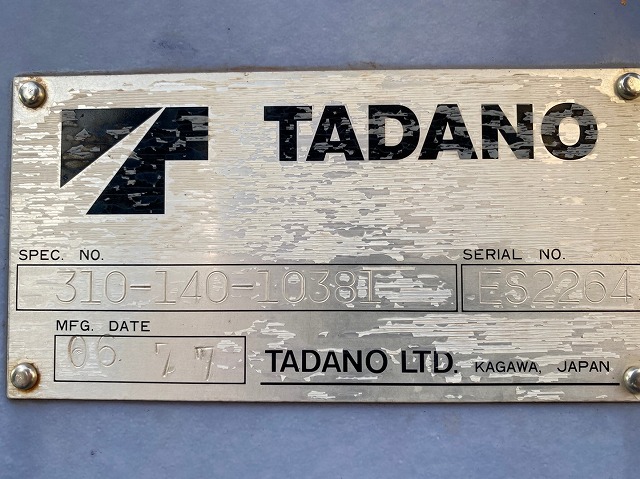 TADANO
SPEC. NO.
SERIAL NO.
310-140-10381
ES2264
MFG. DATE
06. 7 7
TADANO LTD. KAGAWA, JAPAN